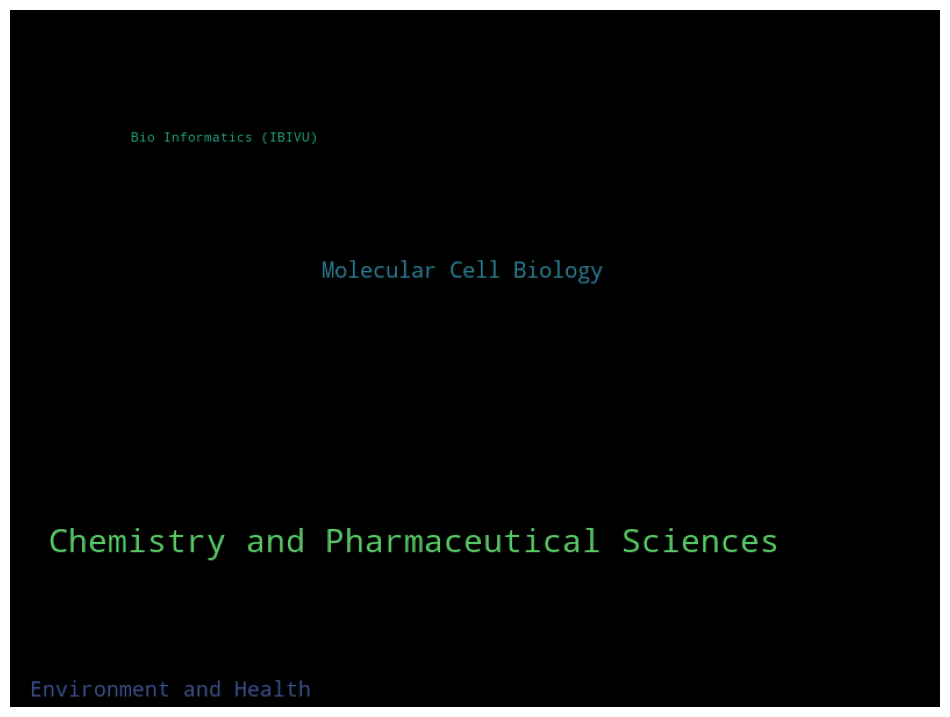 Bio Informatics (IBIVU)
Molecular Cell Biology
Chemistry and Pharmaceutical Sciences
Environment and Health